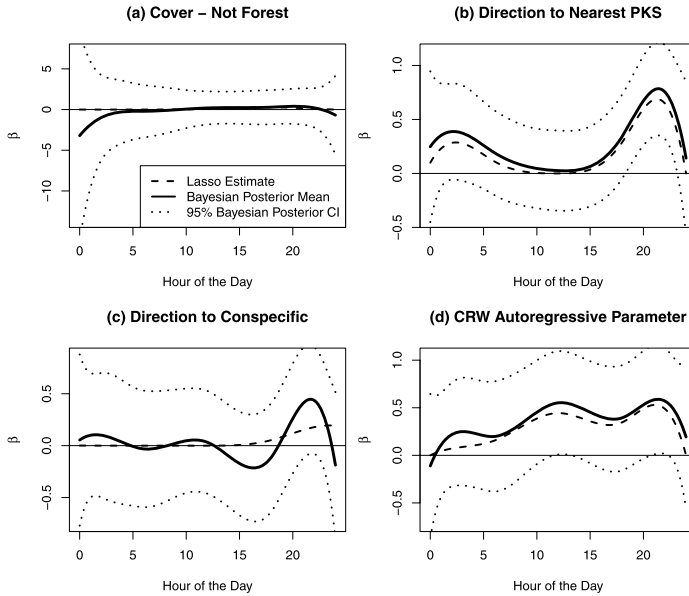 (a) Cover – Not Forest
β
5
0
−5
−10
Lasso Estimate
Bayesian Posterior Mean
95% Bayesian Posterior CI
0 5 10 15 20
Hour of the Day
(b) Direction to Nearest PKS
β
1.0
0.5
0.0
−0.5
0 5 10 15 20
Hour of the Day
(c) Direction to Conspecific
β
0.5
0.0
−0.5
0 5 10 15 20
Hour of the Day
(d) CRW Autoregressive Parameter
β
1.0
0.5
0.0
−0.5
0 5 10 15 20
Hour of the Day